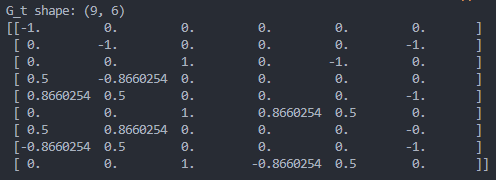 G_t shape: (9, 6)
[[-1. 0. 0. 0. 0. 0. ]
[ 0. -1. 0. 0. 0. -1. ]
[ 0. 0. 1. 0. -1. 0. ]
[ 0.5 -0.8660254 0. 0. 0. 0. ]
[ 0.8660254 0.5 0. 0. 0. -1. ]
[ 0. 0. 1. 0.8660254 0.5 0. ]
[ 0.5 0.8660254 0. 0. 0. -0. ]
[-0.8660254 0.5 0. 0. 0. -1. ]
[ 0. 0. 1. -0.8660254 0.5 0. ]]